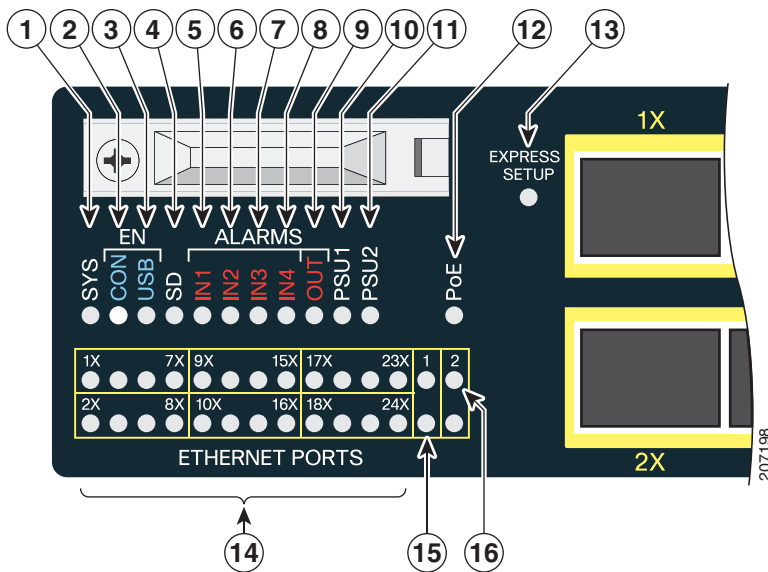 1 2 3 4 5 6 7 8 9 10 11 12 13
1X
EXPRESS
SETUP
EN ALARMS
SYS CON USB SD IN1 IN2 IN3 IN4 OUT PSU1 PSU2 PoE
1X 7X 9X 15X 17X 23X 1 2
2X 8X 10X 16X 18X 24X
ETHERNET PORTS
2X
207198
14 15 16